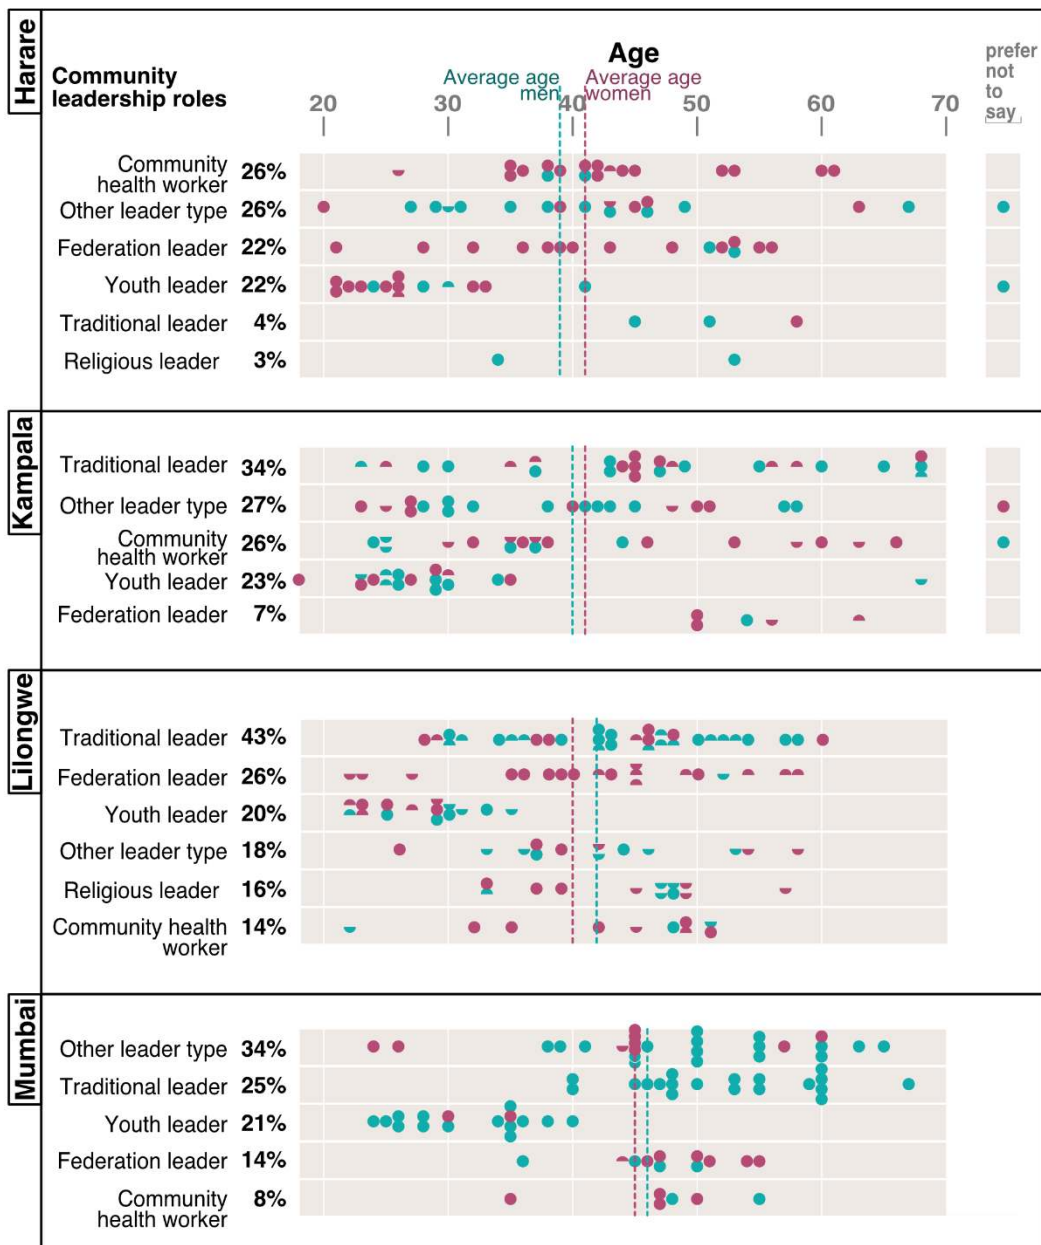 Harare
Community
leadership roles
Age
Average age
men
Average age
women
prefer
not
to
say
20 30 40 50 60 70
Community
health worker 26%
Other leader type 26%
Federation leader 22%
Youth leader 22%
Traditional leader 4%
Religious leader 3%
Kampala
Traditional leader 34%
Other leader type 27%
Community
health worker 26%
Youth leader 23%
Federation leader 7%
Lilongwe
Traditional leader 43%
Federation leader 26%
Youth leader 20%
Other leader type 18%
Religious leader 16%
Community health 14%
worker
Mumbai
Other leader type 34%
Traditional leader 25%
Youth leader 21%
Federation leader 14%
Community 8%
health worker